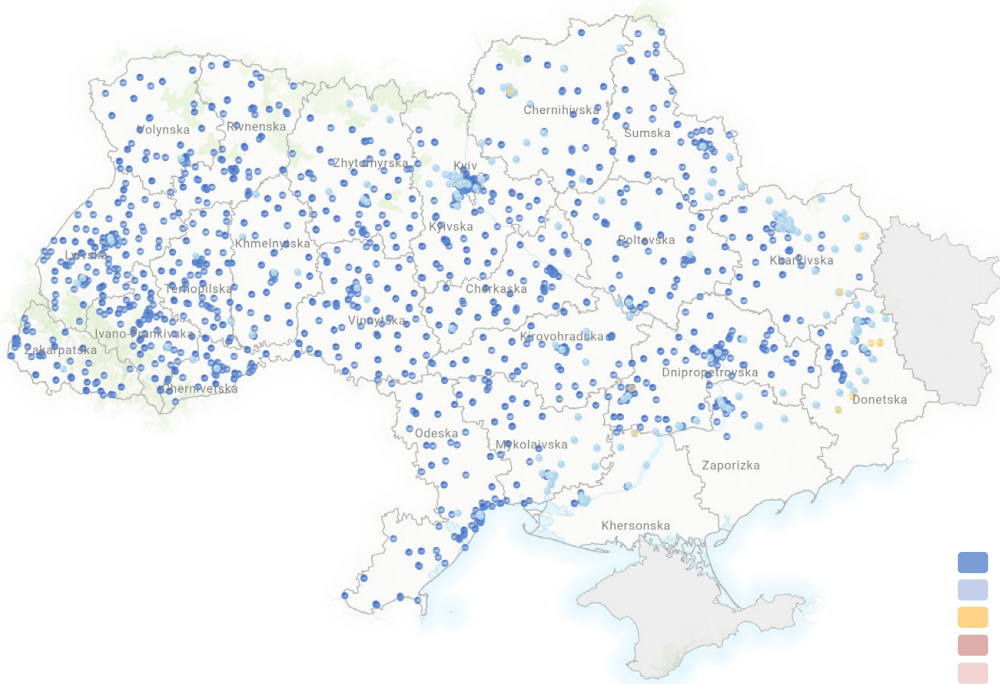 Chernihivska
Volynska
Rivnenska
Sumska
Zhytomyrska
Kyiv
Kyivska
Poltavska
Khmelnytska
Lvivska
Kharkivska
Ternopilska
Cherkaska
Vinnytska
Ivano-Frankivska
Kirovohradska
Zakarpatska
Dnipropetrovska
Chernivetska
Donetska
Odeska
Mykolaivska
Zaporizka
Khersonska